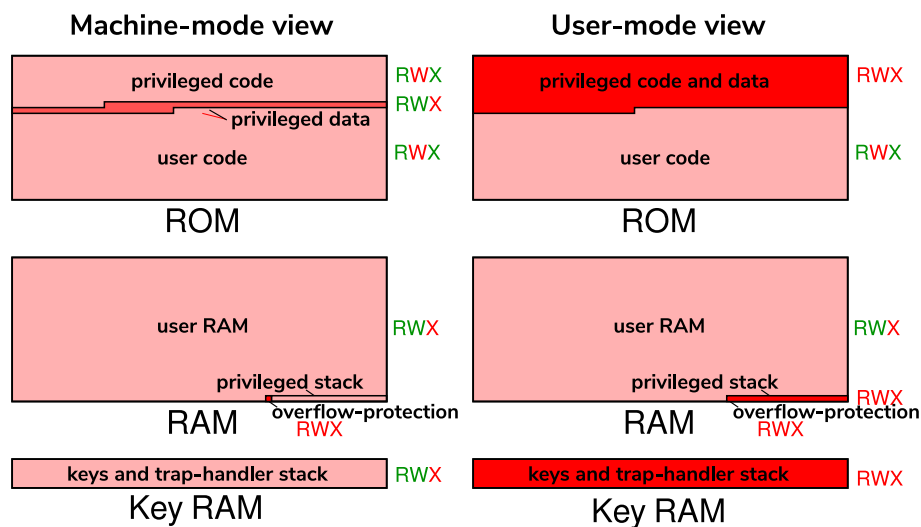 Machine-mode view
privileged code
RWX
RWX
privileged data
user code
RWX
ROM
user RAM
RWX
privileged stack
overflow-protection
RAM
RWX
keys and trap-handler stack
RWX
Key RAM
User-mode view
privileged code and data
RWX
user code
RWX
ROM
user RAM
RWX
privileged stack
RWX
overflow-protection
RAM
RWX
keys and trap-handler stack
RWX
Key RAM